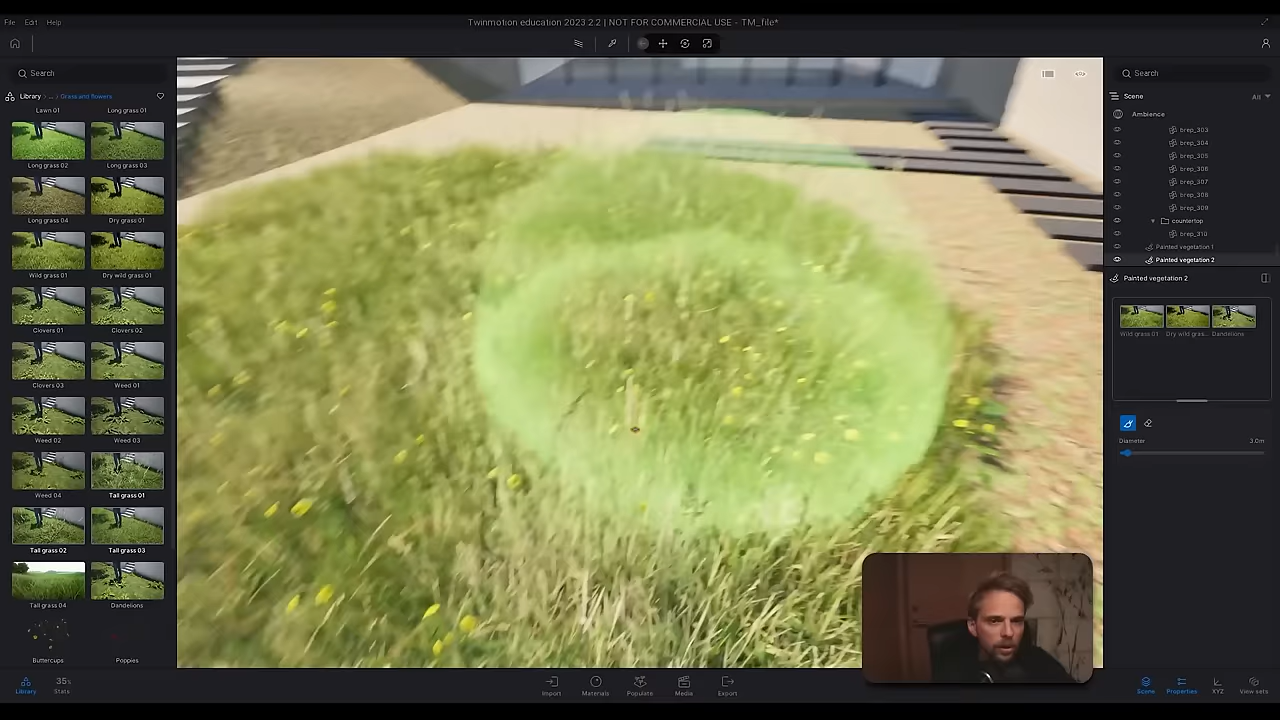 File Edit Help
Twinmotion education 2023 2.2 | NOT FOR COMMERCIAL USE - TM_file*
Search
Library > ... > Grass and flowers
Lawn 01 Long grass 01
Long grass 02 Long grass 03
Long grass 04 Dry grass 01
Wild grass 01 Dry wild grass 01
Clovers 01 Clovers 02
Clovers 03 Weed 01
Weed 02 Weed 03
Weed 04 Tall grass 01
Tall grass 02 Tall grass 03
Tall grass 04 Dandelions
Buttercups Poppies
Library
35%
Stats
Import Materials Populate Media Export
Search
Scene All
Ambience
brep_303
brep_304
brep_305
brep_306
brep_307
brep_308
brep_309
countertop
brep_310
Painted vegetation 1
Painted vegetation 2
Painted vegetation 2
Wild grass 01 Dry wild gras... Dandelions
Diameter 3.0m
Scene Properties XYZ View sets